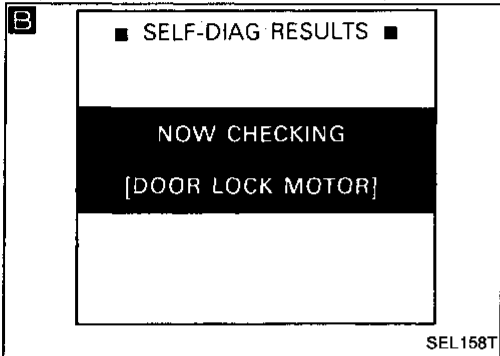 B
■ SELF-DIAG RESULTS ■
NOW CHECKING
[DOOR LOCK MOTOR]
SEL158T